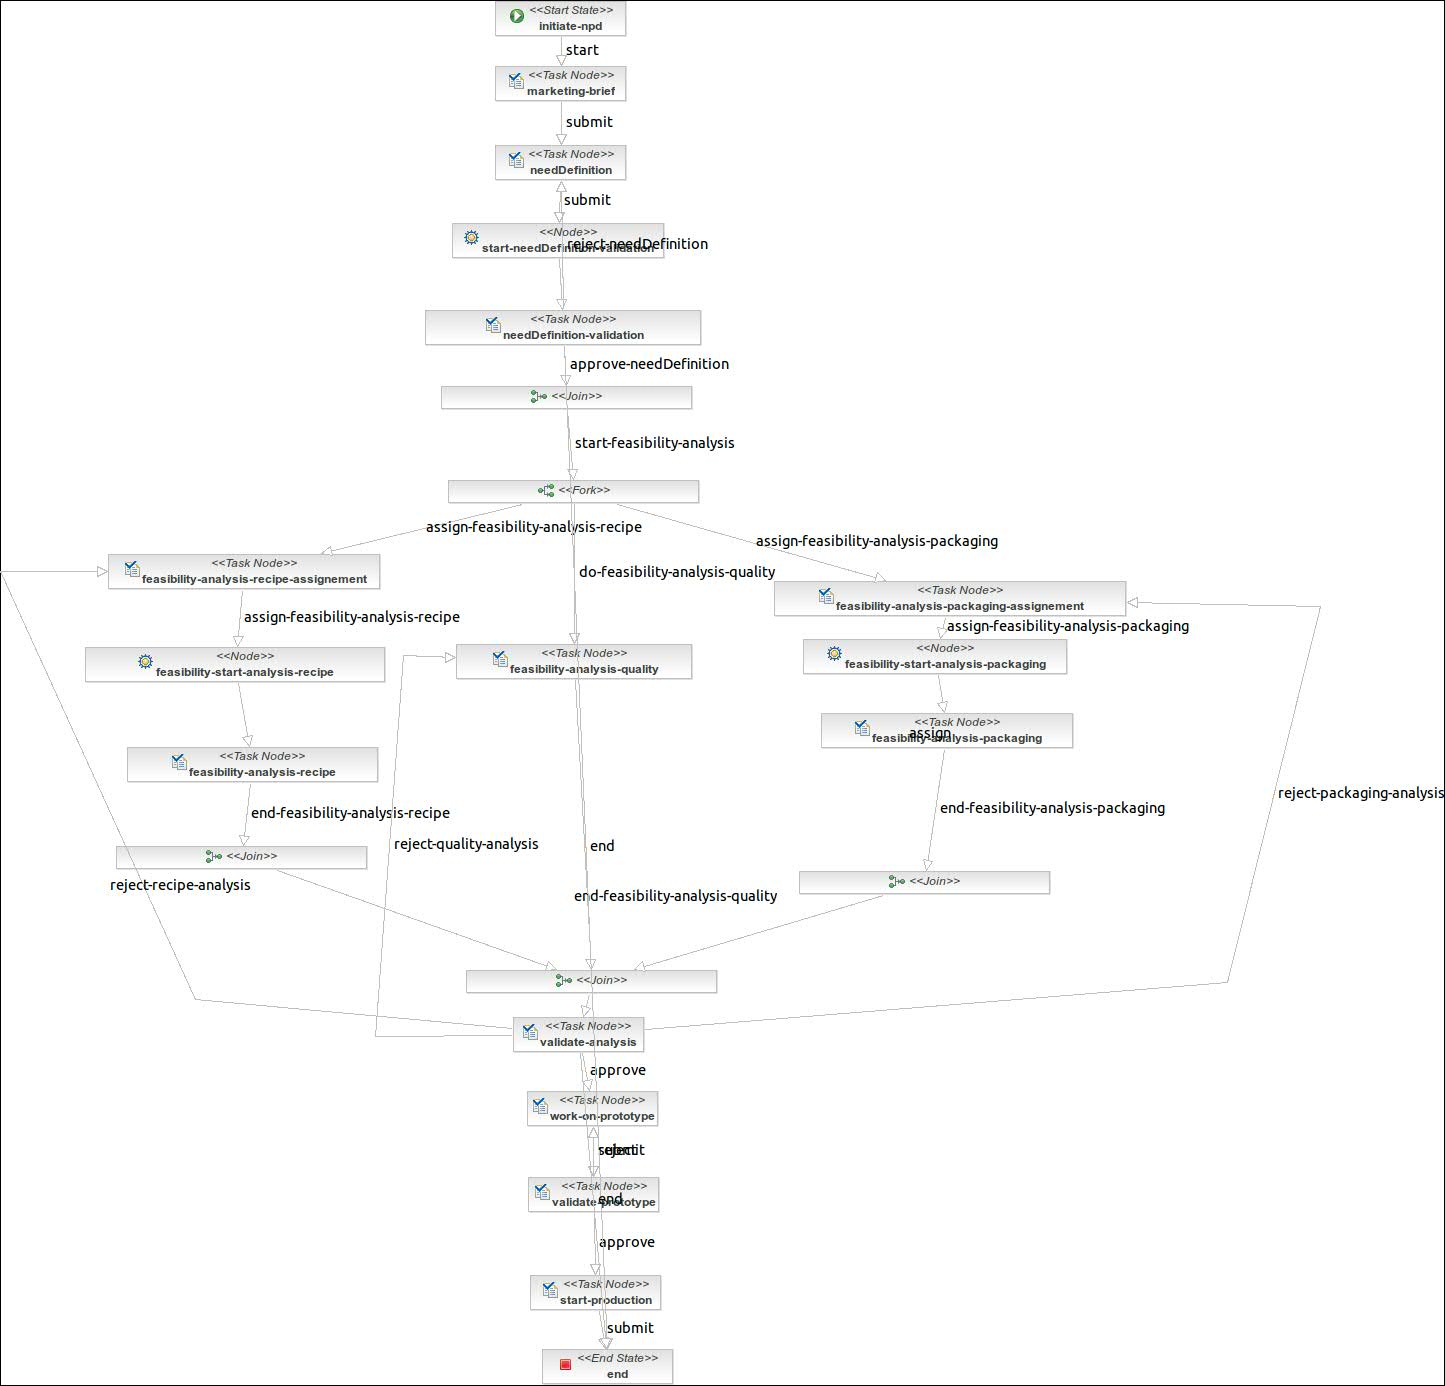 <<Start State>>
initiate-npd
start
<<Task Node>>
marketing-brief
submit
<<Task Node>>
needDefinition
submit
<<Node>>
start-needDefinition-validation
reject-needDefinition
<<Task Node>>
needDefinition-validation
approve-needDefinition
<<Join>>
start-feasibility-analysis
<<Fork>>
assign-feasibility-analysis-recipe
assign-feasibility-analysis-packaging
<<Task Node>>
feasibility-analysis-recipe-assignement
do-feasibility-analysis-quality
<<Task Node>>
feasibility-analysis-packaging-assignement
assign-feasibility-analysis-recipe
assign-feasibility-analysis-packaging
<<Node>>
feasibility-start-analysis-recipe
<<Task Node>>
feasibility-analysis-quality
<<Node>>
feasibility-start-analysis-packaging
<<Task Node>>
feasibility-analysis-packaging
assign
<<Task Node>>
feasibility-analysis-recipe
reject-packaging-analysis
end-feasibility-analysis-recipe
end-feasibility-analysis-packaging
reject-quality-analysis
end
<<Join>>
reject-recipe-analysis
<<Join>>
end-feasibility-analysis-quality
<<Join>>
<<Task Node>>
validate-analysis
approve
<<Task Node>>
work-on-prototype
submit
reject
<<Task Node>>
validate-prototype
end
approve
<<Task Node>>
start-production
submit
<<End State>>
end